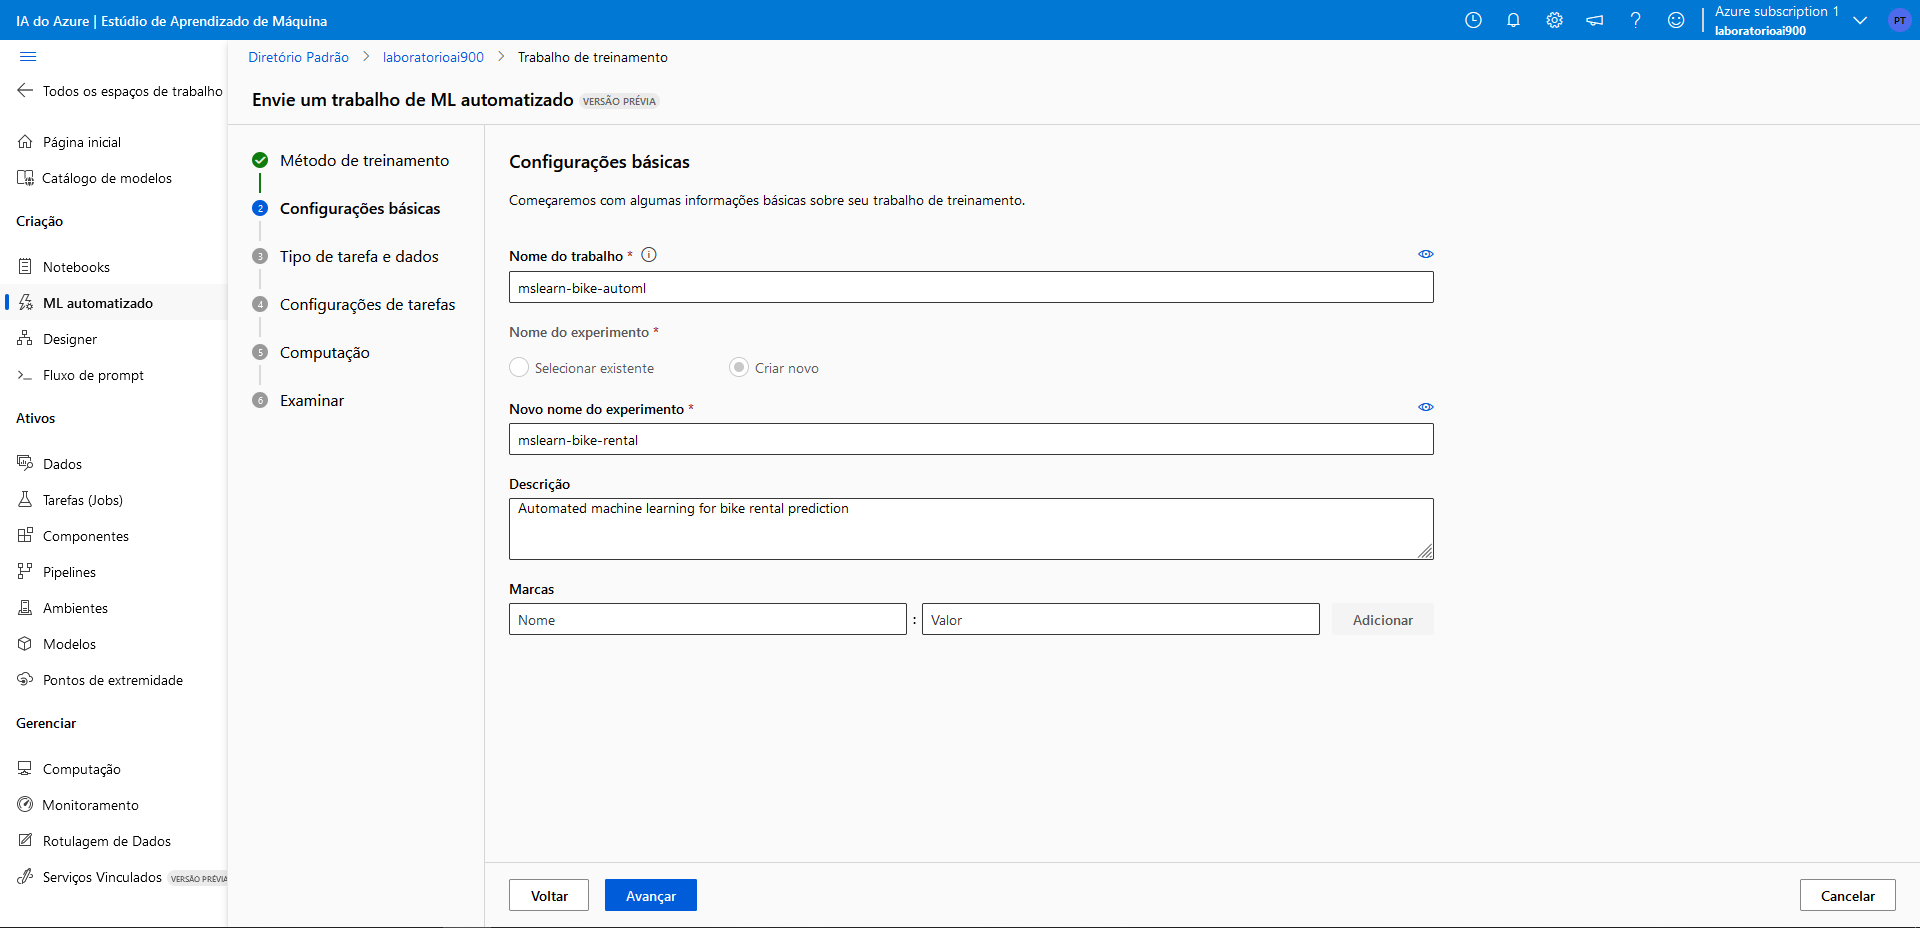 IA do Azure | Estúdio de Aprendizado de Máquina
Azure subscription 1
laboratorioai900
PT
Todos os espaços de trabalho
Página inicial
Catálogo de modelos
Criação
Notebooks
ML automatizado
Designer
Fluxo de prompt
Ativos
Dados
Tarefas (Jobs)
Componentes
Pipelines
Ambientes
Modelos
Pontos de extremidade
Gerenciar
Computação
Monitoramento
Rotulagem de Dados
Serviços Vinculados VERSÃO PRÉVIA
Diretório Padrão > laboratorioai900 > Trabalho de treinamento
Envie um trabalho de ML automatizado VERSÃO PRÉVIA
Método de treinamento
2 Configurações básicas
3 Tipo de tarefa e dados
4 Configurações de tarefas
5 Computação
6 Examinar
Configurações básicas
Começaremos com algumas informações básicas sobre seu trabalho de treinamento.
Nome do trabalho *
mslearn-bike-automl
Nome do experimento *
Selecionar existente
Criar novo
Novo nome do experimento *
mslearn-bike-rental
Descrição
Automated machine learning for bike rental prediction
Marcas
Nome : Valor Adicionar
Voltar
Avançar
Cancelar